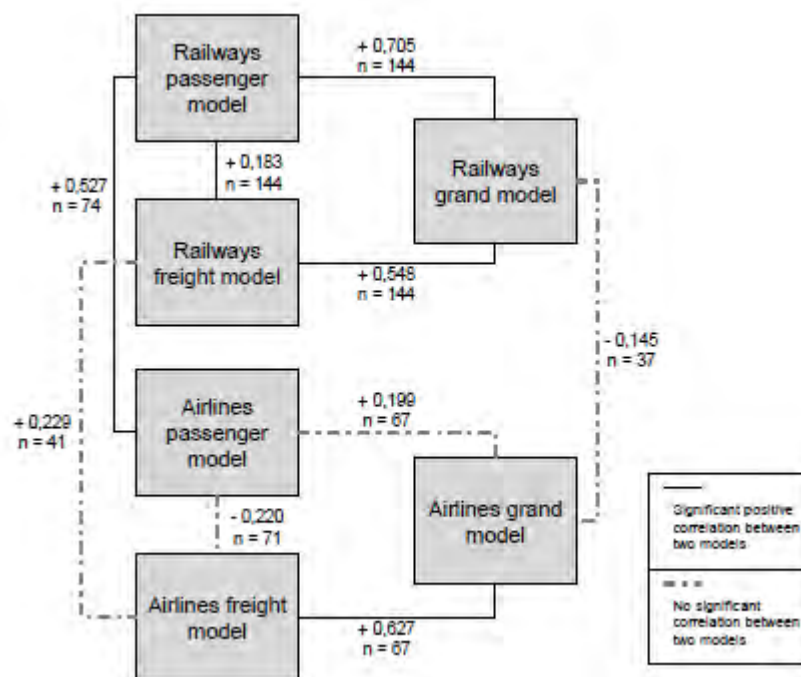 Railways
passenger
model
+ 0,705
n = 144
+ 0,183
n = 144
Railways
grand model
+ 0,527
n = 74
Railways
freight model
+ 0,548
n = 144
- 0,145
n = 37
Airlines
passenger
model
+ 0,199
n = 67
+ 0,229
n = 41
- 0,220
n = 71
Airlines grand
model
Airlines freight
model
+ 0,627
n = 67
Significant positive
correlation between
two models
No significant
correlation between
two models